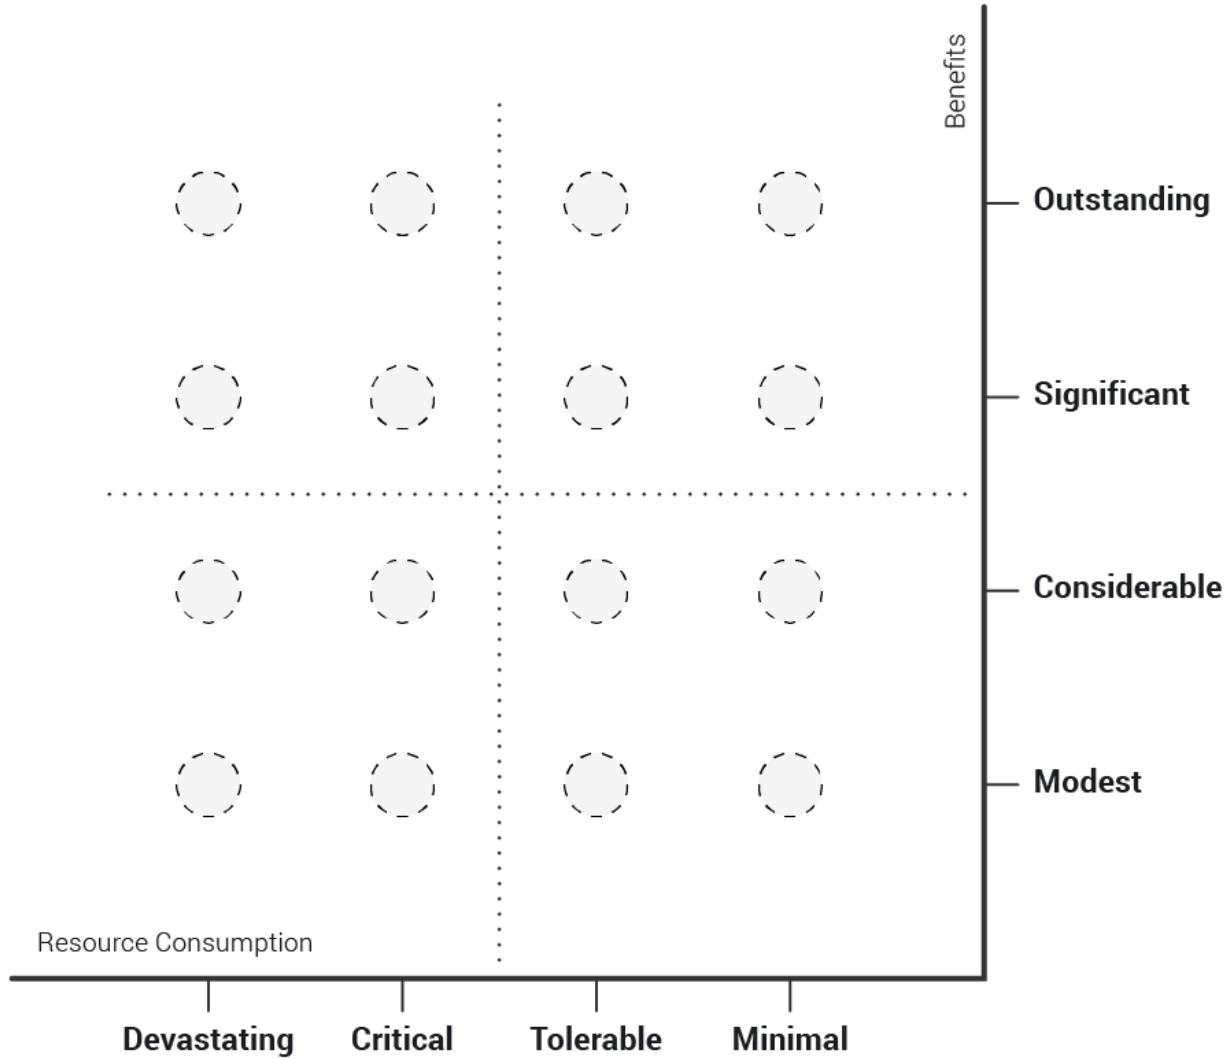 Benefits
Outstanding
Significant
Considerable
Modest
Resource Consumption
Devastating Critical Tolerable Minimal